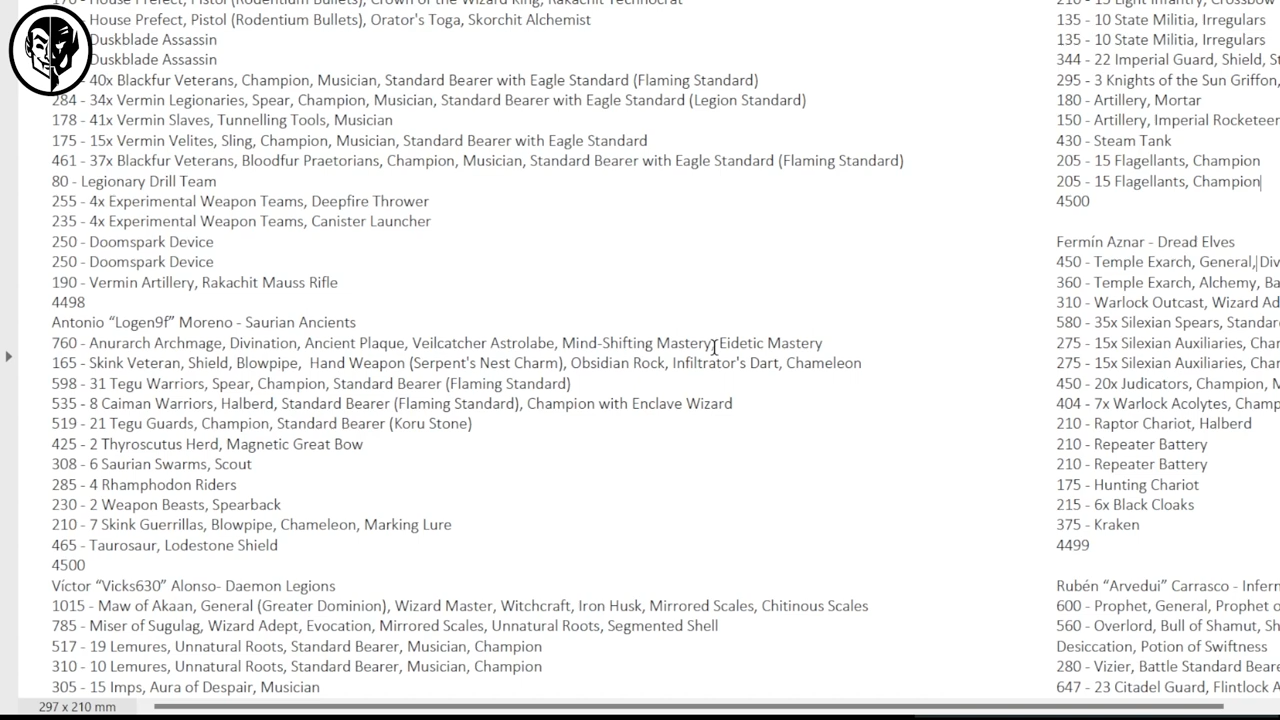 House Prefect, Pistol (Rodentium Bullets), Orator's Toga, Skorchit Alchemist
Duskblade Assassin
Duskblade Assassin
40x Blackfur Veterans, Champion, Musician, Standard Bearer with Eagle Standard (Flaming Standard)
284 - 34x Vermin Legionaries, Spear, Champion, Musician, Standard Bearer with Eagle Standard (Legion Standard)
178 - 41x Vermin Slaves, Tunnelling Tools, Musician
175 - 15x Vermin Velites, Sling, Champion, Musician, Standard Bearer with Eagle Standard
461 - 37x Blackfur Veterans, Bloodfur Praetorians, Champion, Musician, Standard Bearer with Eagle Standard (Flaming Standard)
80 - Legionary Drill Team
255 - 4x Experimental Weapon Teams, Deepfire Thrower
235 - 4x Experimental Weapon Teams, Canister Launcher
250 - Doomspark Device
250 - Doomspark Device
190 - Vermin Artillery, Rakachit Mauss Rifle
4498
Antonio “Logen9f” Moreno - Saurian Ancients
760 - Anurarch Archmage, Divination, Ancient Plaque, Veilcatcher Astrolabe, Mind-Shifting Mastery, Eidetic Mastery
165 - Skink Veteran, Shield, Blowpipe, Hand Weapon (Serpent's Nest Charm), Obsidian Rock, Infiltrator's Dart, Chameleon
598 - 31 Tegu Warriors, Spear, Champion, Standard Bearer (Flaming Standard)
535 - 8 Caiman Warriors, Halberd, Standard Bearer (Flaming Standard), Champion with Enclave Wizard
519 - 21 Tegu Guards, Champion, Standard Bearer (Koru Stone)
425 - 2 Thyroscutus Herd, Magnetic Great Bow
308 - 6 Saurian Swarms, Scout
285 - 4 Rhamphodon Riders
230 - 2 Weapon Beasts, Spearback
210 - 7 Skink Guerrillas, Blowpipe, Chameleon, Marking Lure
465 - Taurosaur, Lodestone Shield
4500
Víctor “Vicks630” Alonso- Daemon Legions
1015 - Maw of Akaan, General (Greater Dominion), Wizard Master, Witchcraft, Iron Husk, Mirrored Scales, Chitinous Scales
785 - Miser of Sugulag, Wizard Adept, Evocation, Mirrored Scales, Unnatural Roots, Segmented Shell
517 - 19 Lemures, Unnatural Roots, Standard Bearer, Musician, Champion
310 - 10 Lemures, Unnatural Roots, Standard Bearer, Musician, Champion
305 - 15 Imps, Aura of Despair, Musician
135 - 10 State Militia, Irregulars
135 - 10 State Militia, Irregulars
344 - 22 Imperial Guard, Shield, St
295 - 3 Knights of the Sun Griffon,
180 - Artillery, Mortar
150 - Artillery, Imperial Rocketeer
430 - Steam Tank
205 - 15 Flagellants, Champion
205 - 15 Flagellants, Champion
4500
Fermín Aznar - Dread Elves
450 - Temple Exarch, General, Div
360 - Temple Exarch, Alchemy, Ba
310 - Warlock Outcast, Wizard Ad
580 - 35x Silexian Spears, Standard
275 - 15x Silexian Auxiliaries, Char
275 - 15x Silexian Auxiliaries, Char
450 - 20x Judicators, Champion, M
404 - 7x Warlock Acolytes, Champ
210 - Raptor Chariot, Halberd
210 - Repeater Battery
210 - Repeater Battery
175 - Hunting Chariot
215 - 6x Black Cloaks
375 - Kraken
4499
Rubén “Arvedui” Carrasco - Infern
600 - Prophet, General, Prophet o
560 - Overlord, Bull of Shamut, Sh
Desiccation, Potion of Swiftness
280 - Vizier, Battle Standard Beare
647 - 23 Citadel Guard, Flintlock A
297 x 210 mm